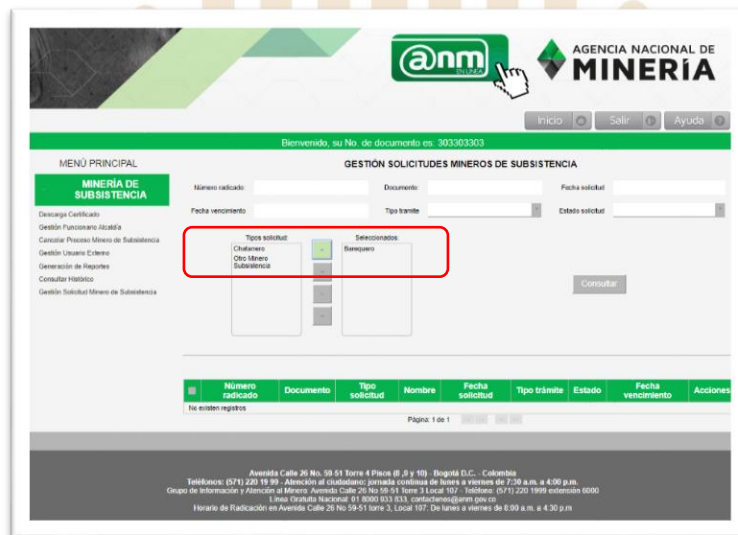 @nm
EN LÍNEA
AGENCIA NACIONAL DE
MINERÍA
Inicio
Salir
Ayuda
Bienvenido, su No. de documento es: 303303303
MENÚ PRINCIPAL
MINERÍA DE
SUBSISTENCIA
Descarga Certificado
Gestión Funcionario Alcaldía
Cancelar Proceso Minero de Subsistencia
Gestión Usuario Externo
Generación de Reportes
Consultar Histórico
Gestión Solicitud Minero de Subsistencia
GESTIÓN SOLICITUDES MINEROS DE SUBSISTENCIA
Número radicado:
Documento:
Fecha solicitud:
Fecha vencimiento:
Tipo tramite:
Estado solicitud:
Tipos solicitud:
Seleccionados:
Chatarrero
Otro Minero
Subsistencia
Barequero
Consultar
Número radicado Documento Tipo solicitud Nombre Fecha solicitud Tipo trámite Estado Fecha vencimiento Acciones
No existen registros
Página: 1 de 1
Avenida Calle 26 No. 59-51 Torre 4 Pisos (8 ,9 y 10) - Bogotá D.C. - Colombia
Teléfonos: (571) 220 19 99 - Atención al ciudadano: jornada continua de lunes a viernes de 7:30 a.m. a 4:00 p.m.
Grupo de Información y Atención al Minero: Avenida Calle 26 No 59-51 Torre 3 Local 107 - Teléfono: (571) 220 1999 extensión 6000
Línea Gratuita Nacional: 01 8000 933 833, contactenos@anm.gov.co
Horario de Radicación en Avenida Calle 26 No 59-51 torre 3, Local 107: De lunes a viernes de 8:00 a.m. a 4:30 p.m